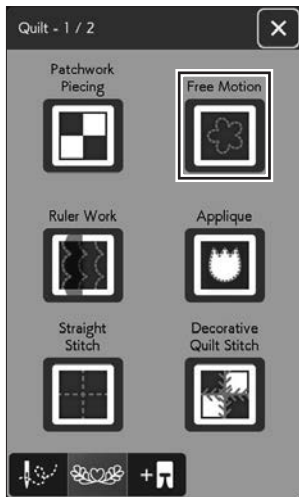 Quilt - 1 / 2
Patchwork
Piecing
Free Motion
Ruler Work
Applique
Straight
Stitch
Decorative
Quilt Stitch